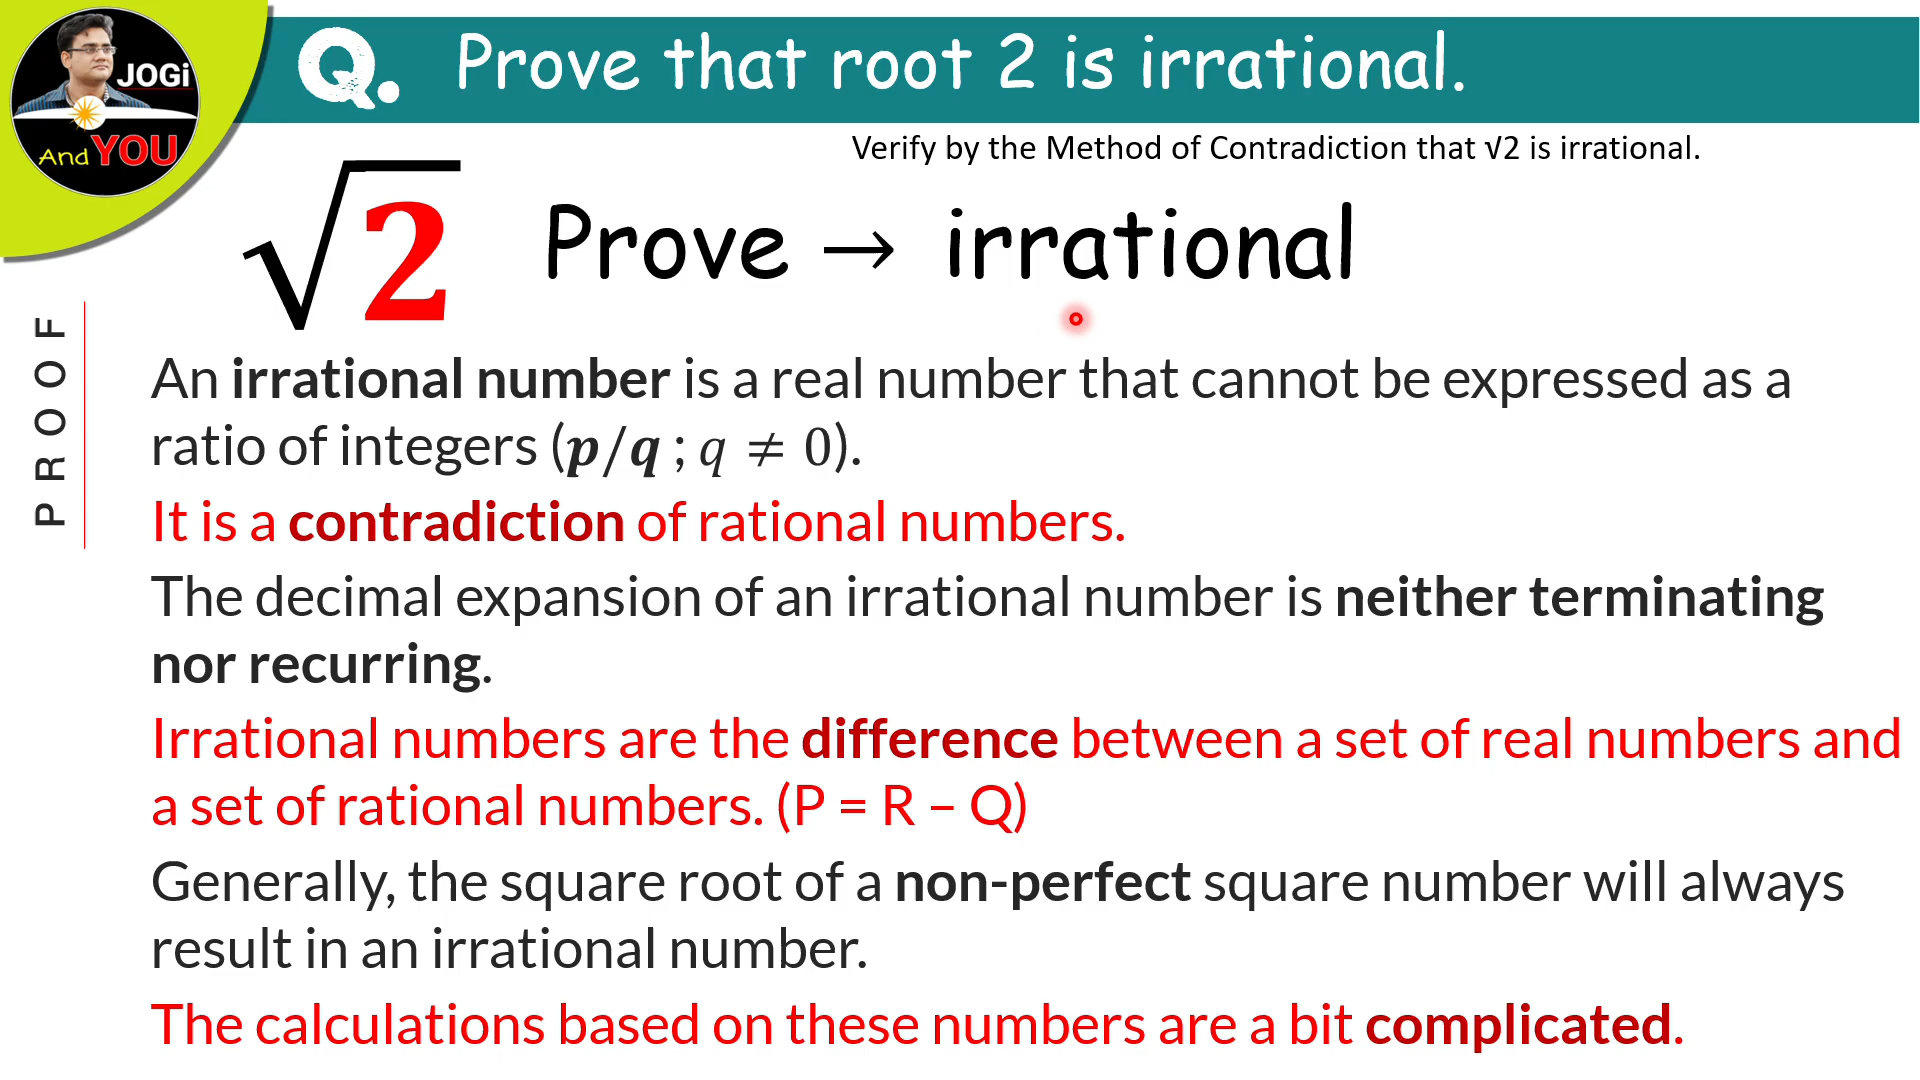 JOGi
And YOU
Q. Prove that root 2 is irrational.
Verify by the Method of Contradiction that √2 is irrational.
√2 Prove → irrational
PROOF
An irrational number is a real number that cannot be expressed as a
ratio of integers (p/q ; q ≠ 0).
It is a contradiction of rational numbers.
The decimal expansion of an irrational number is neither terminating
nor recurring.
Irrational numbers are the difference between a set of real numbers and
a set of rational numbers. (P = R – Q)
Generally, the square root of a non-perfect square number will always
result in an irrational number.
The calculations based on these numbers are a bit complicated.